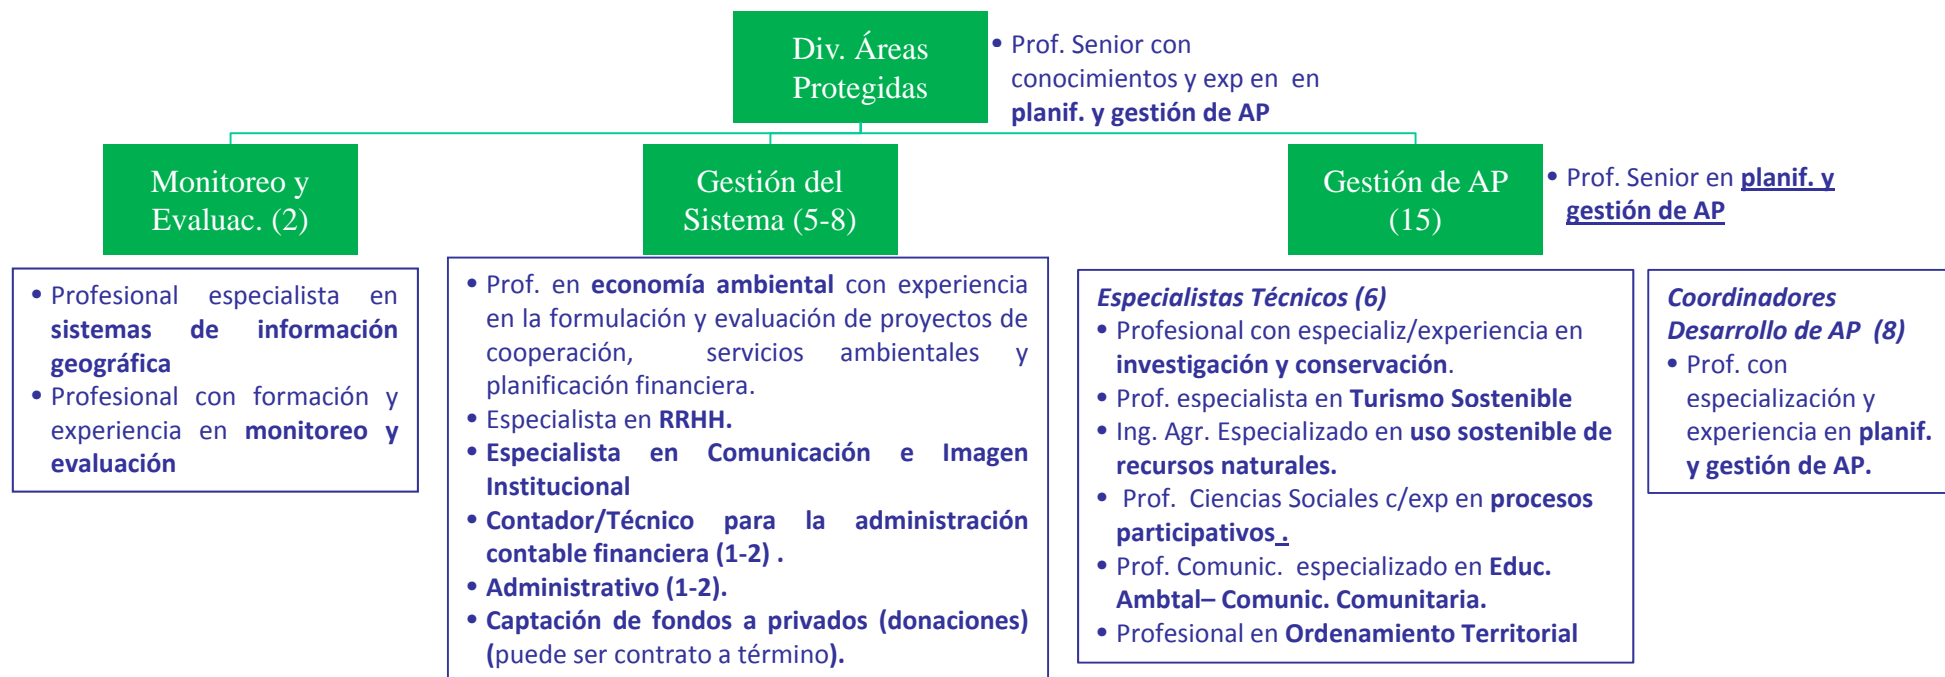 Div. Áreas
Protegidas
• Prof. Senior con
conocimientos y exp en en
planif. y gestión de AP
Monitoreo y
Evaluac. (2)
Gestión del
Sistema (5-8)
Gestión de AP
(15)
• Prof. Senior en planif. y
gestión de AP
• Profesional especialista en
sistemas de información
geográfica
• Profesional con formación y
experiencia en monitoreo y
evaluación
• Prof. en economía ambiental con experiencia
en la formulación y evaluación de proyectos de
cooperación, servicios ambientales y
planificación financiera.
• Especialista en RRHH.
• Especialista en Comunicación e Imagen
Institucional
• Contador/Técnico para la administración
contable financiera (1-2) .
• Administrativo (1-2).
• Captación de fondos a privados (donaciones)
(puede ser contrato a término).
Especialistas Técnicos (6)
• Profesional con especializ/experiencia en
investigación y conservación.
• Prof. especialista en Turismo Sostenible
• Ing. Agr. Especializado en uso sostenible de
recursos naturales.
• Prof. Ciencias Sociales c/exp en procesos
participativos .
• Prof. Comunic. especializado en Educ.
Ambtal– Comunic. Comunitaria.
• Profesional en Ordenamiento Territorial
Coordinadores
Desarrollo de AP (8)
• Prof. con
especialización y
experiencia en planif.
y gestión de AP.